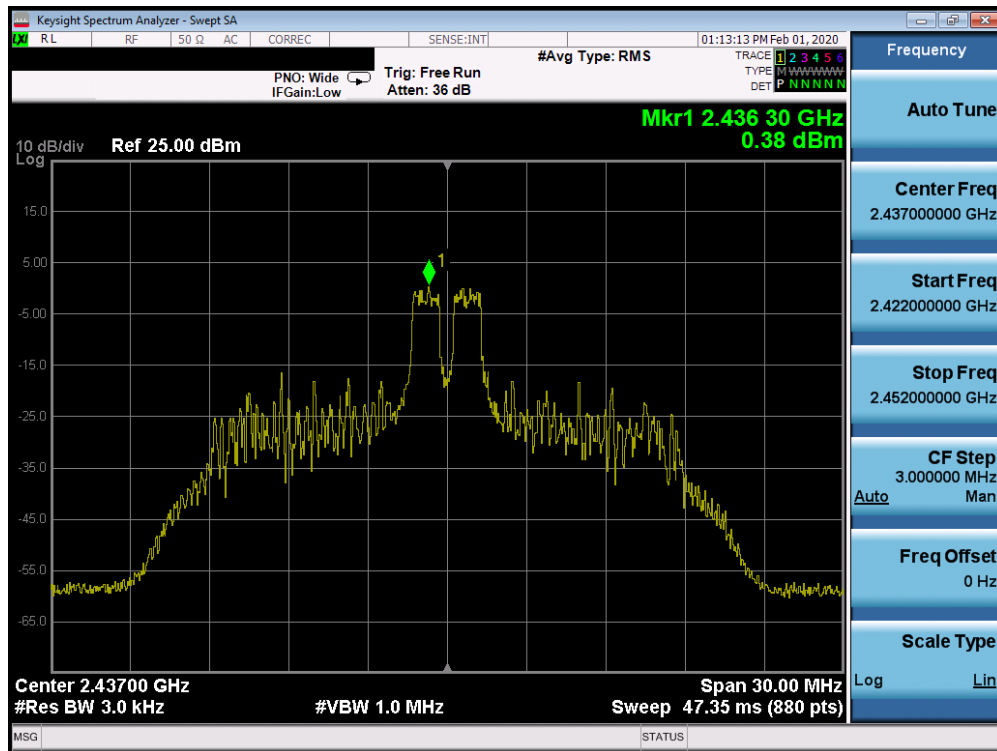 Keysight Spectrum Analyzer - Swept SA
LXI RL RF 50 Ω AC CORREC SENSE:INT 01:13:13 PM Feb 01, 2020
#Avg Type: RMS
TRACE 1 2 3 4 5 6
TYPE M WWWWW
DET P N N N N N
PNO: Wide
IFGain:Low
Trig: Free Run
Atten: 36 dB
Mkr1 2.436 30 GHz
0.38 dBm
10 dB/div Ref 25.00 dBm
Log
15.0
5.00
1
-5.00
-15.0
-25.0
-35.0
-45.0
-55.0
-65.0
Center 2.43700 GHz Span 30.00 MHz
#Res BW 3.0 kHz #VBW 1.0 MHz Sweep 47.35 ms (880 pts)
MSG STATUS
Frequency
Auto Tune
Center Freq
2.437000000 GHz
Start Freq
2.422000000 GHz
Stop Freq
2.452000000 GHz
CF Step
3.000000 MHz
Auto Man
Freq Offset
0 Hz
Scale Type
Log Lin